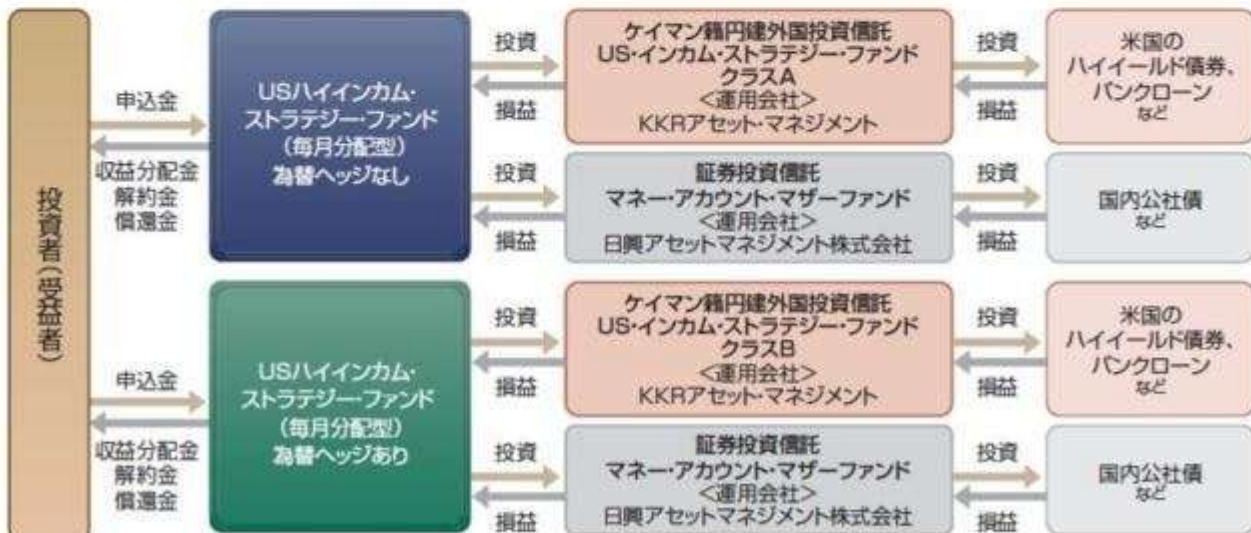 投資者（受益者）
申込金
収益分配金
解約金
償還金
USハイインカム・
ストラテジー・ファンド
（毎月分配型）
為替ヘッジなし
投資
損益
ケイマン籍円建外国投資信託
US・インカム・ストラテジー・ファンド
クラスA
＜運用会社＞
KKRアセット・マネジメント
投資
損益
米国の
ハイイールド債券、
バンクローン
など
投資
損益
証券投資信託
マネー・アカウント・マザーファンド
＜運用会社＞
日興アセットマネジメント株式会社
投資
損益
国内公社債
など
申込金
収益分配金
解約金
償還金
USハイインカム・
ストラテジー・ファンド
（毎月分配型）
為替ヘッジあり
投資
損益
ケイマン籍円建外国投資信託
US・インカム・ストラテジー・ファンド
クラスB
＜運用会社＞
KKRアセット・マネジメント
投資
損益
米国の
ハイイールド債券、
バンクローン
など
投資
損益
証券投資信託
マネー・アカウント・マザーファンド
＜運用会社＞
日興アセットマネジメント株式会社
投資
損益
国内公社債
など